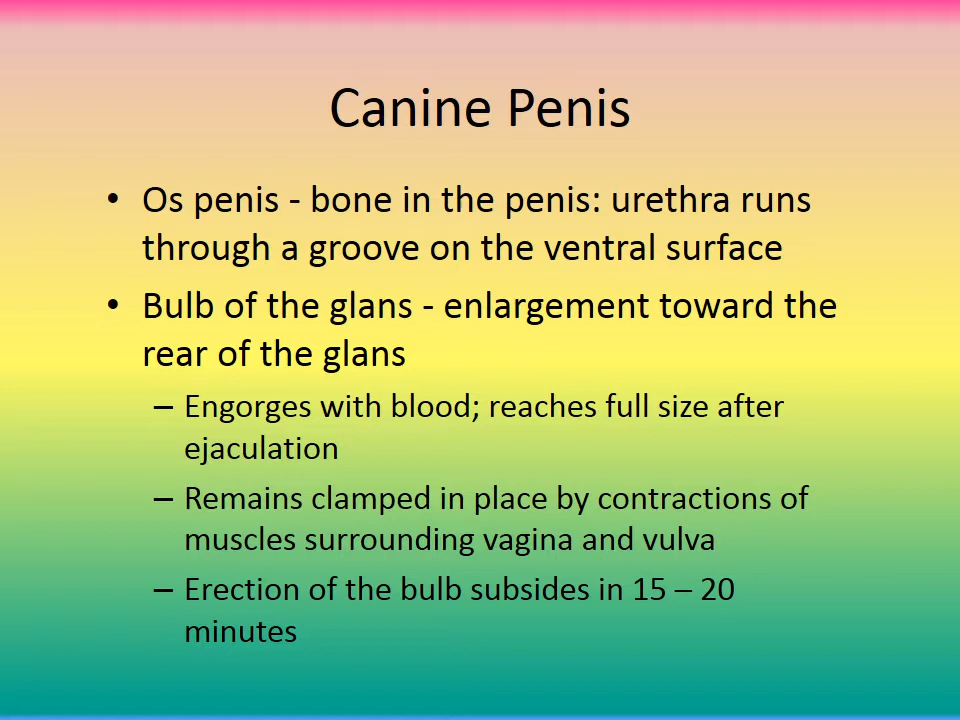 Canine Penis
• Os penis - bone in the penis: urethra runs
through a groove on the ventral surface
• Bulb of the glans - enlargement toward the
rear of the glans
– Engorges with blood; reaches full size after
ejaculation
– Remains clamped in place by contractions of
muscles surrounding vagina and vulva
– Erection of the bulb subsides in 15 – 20
minutes